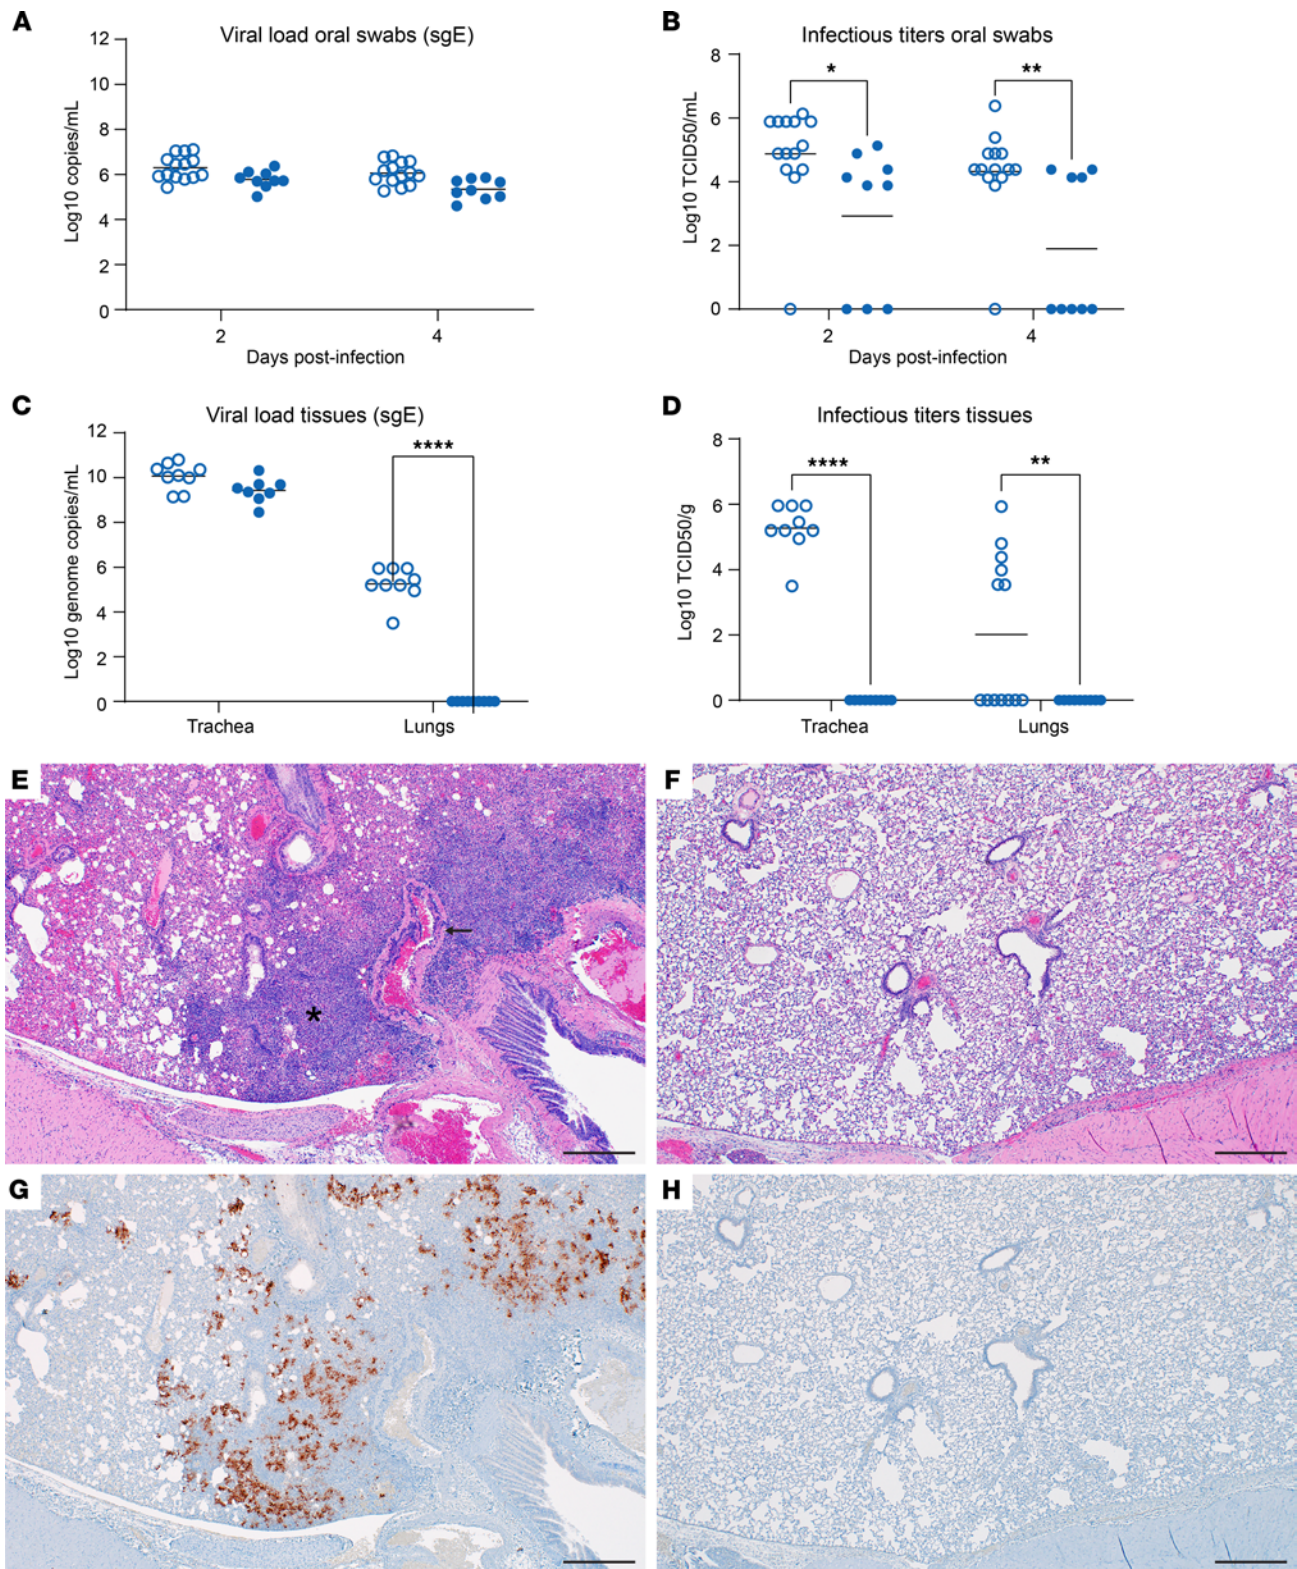 A
Viral load oral swabs (sgE)
12
10
8
6
4
2
0
Log10 copies/mL
2
4
Days post-infection
B
Infectious titers oral swabs
8
6
4
2
0
Log10 TCID50/mL
*
**
2
4
Days post-infection
C
Viral load tissues (sgE)
12
10
8
6
4
2
0
Log10 genome copies/mL
****
Trachea
Lungs
D
Infectious titers tissues
8
6
4
2
0
Log10 TCID50/g
****
**
Trachea
Lungs
E
*
F
G
H